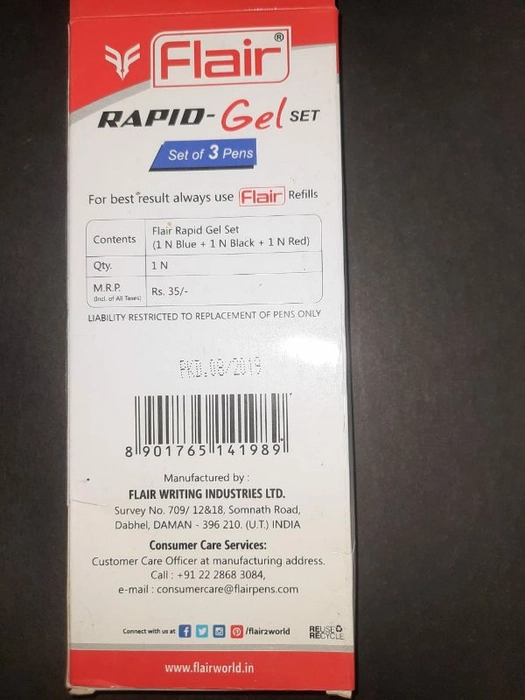 Flair®
RAPID-Gel SET
Set of 3 Pens
For best result always use Flair Refills
Contents
Flair Rapid Gel Set
(1 N Blue + 1 N Black + 1 N Red)
Qty.
1 N
M.R.P.
(Incl. of All Taxes)
Rs. 35/-
LIABILITY RESTRICTED TO REPLACEMENT OF PENS ONLY
PKD.08/2019
8 901765 141989
Manufactured by :
FLAIR WRITING INDUSTRIES LTD.
Survey No. 709/ 12&18, Somnath Road,
Dabhel, DAMAN - 396 210. (U.T.) INDIA
Consumer Care Services:
Customer Care Officer at manufacturing address.
Call : +91 22 2868 3084,
e-mail : consumercare@flairpens.com
Connect with us at /flair2world
REUSE
RECYCLE
www.flairworld.in